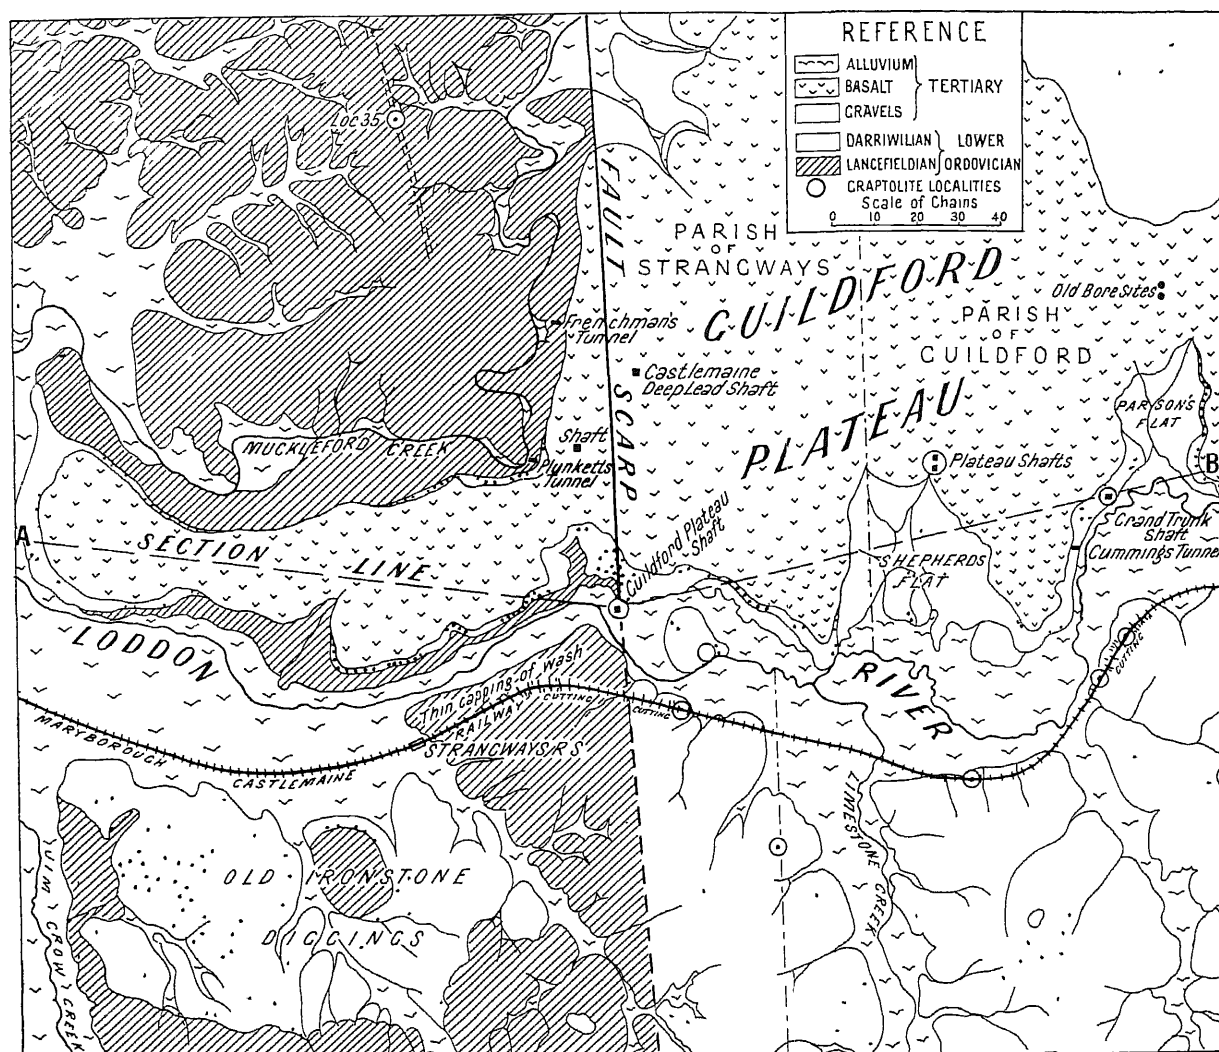 REFERENCE
ALLUVIUM
BASALT
TERTIARY
GRAVELS
DARRIWILIAN
LOWER
LANCEFIELDIAN
ORDOVICIAN
GRAPTOLITE LOCALITIES
Scale of Chains
0 10 20 30 40
Loc 35
FAULT
SCARP
PARISH
OF
STRANGWAYS
GUILDFORD
PLATEAU
Old Bore Sites
PARISH
OF
GUILDFORD
Frenchman's
Tunnel
Castlemaine
Deep Lead Shaft
PARSON'S
FLAT
MUCKLEFORD CREEK
Shaft
Plunketts
Tunnel
Plateau Shafts
A
B
SECTION LINE
Guildford Plateau
Shaft
Grand Trunk
Shaft
Cummings Tunnel
SHEPHERDS
FLAT
LODDON
RIVER
Thin capping of wash
RAILWAY
CUTTING
CUTTING
CUTTING
STRANGWAYS R.S
MARYBOROUGH
CASTLEMAINE
LIMESTONE CREEK
OLD IRONSTONE
DIGGINGS
JIM CROW CREEK